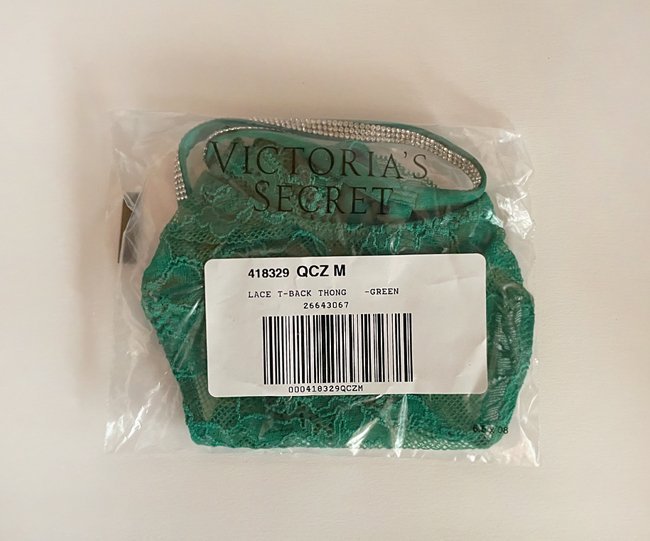 VICTORIA'S
SECRET
418329 QCZ M
LACE T-BACK THONG -GREEN
26643067
000418329QCZM